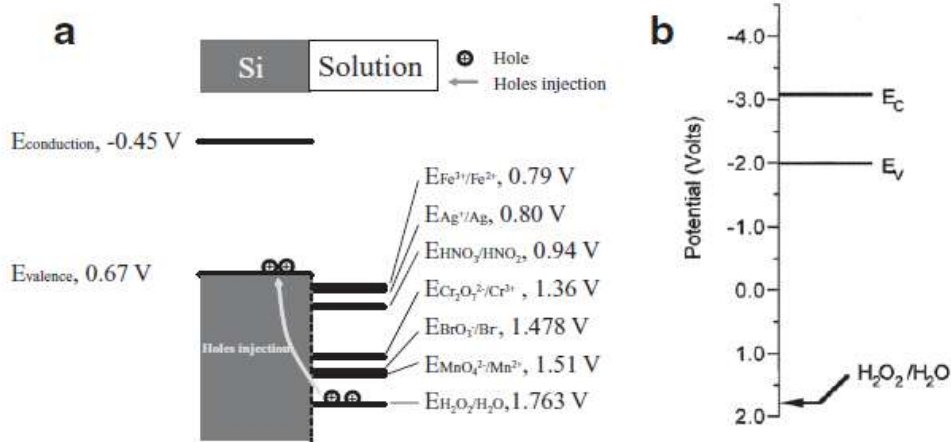 a
Si
Solution
Hole
Holes injection
Econduction, -0.45 V
Evalence, 0.67 V
Holes injection
EFe³⁺/Fe²⁺, 0.79 V
EAg⁺/Ag, 0.80 V
EHNO₃/HNO₂, 0.94 V
ECr₂O₇²⁻/Cr³⁺ , 1.36 V
EBrO₃⁻/Br⁻, 1.478 V
EMnO₄²⁻/Mn²⁺, 1.51 V
EH₂O₂/H₂O,1.763 V
b
Potential (Volts)
-4.0
-3.0
-2.0
-1.0
0.0
1.0
2.0
EC
EV
H₂O₂/H₂O